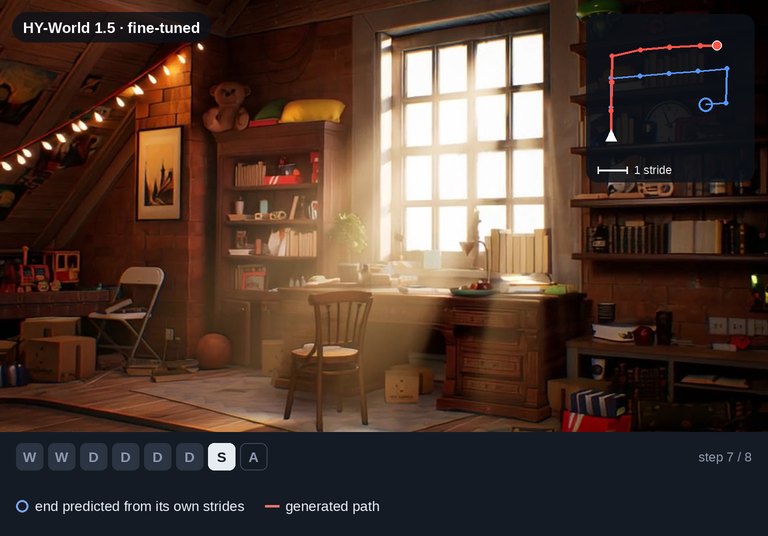 HY-World 1.5 · fine-tuned
1 stride
W W D D D D S A
step 7 / 8
end predicted from its own strides
generated path